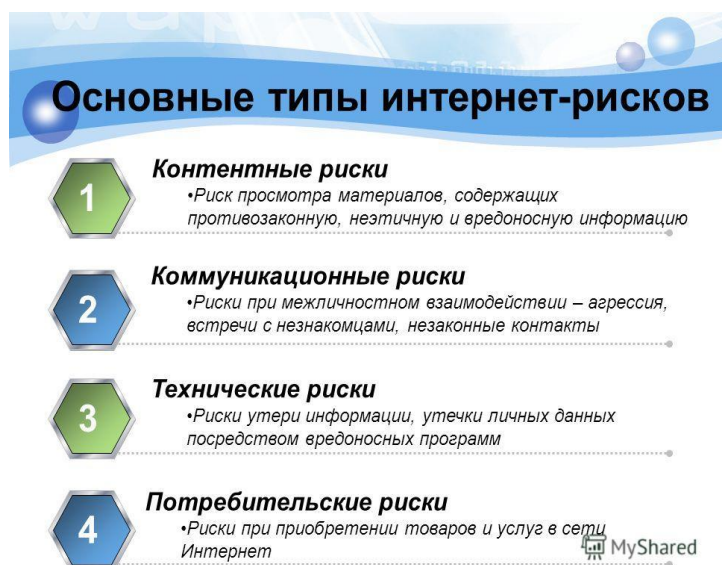 Основные типы интернет-рисков
1
Контентные риски
•Риск просмотра материалов, содержащих
противозаконную, неэтичную и вредоносную информацию
2
Коммуникационные риски
•Риски при межличностном взаимодействии – агрессия,
встречи с незнакомцами, незаконные контакты
3
Технические риски
•Риски утери информации, утечки личных данных
посредством вредоносных программ
4
Потребительские риски
•Риски при приобретении товаров и услуг в сети
Интернет
MyShared